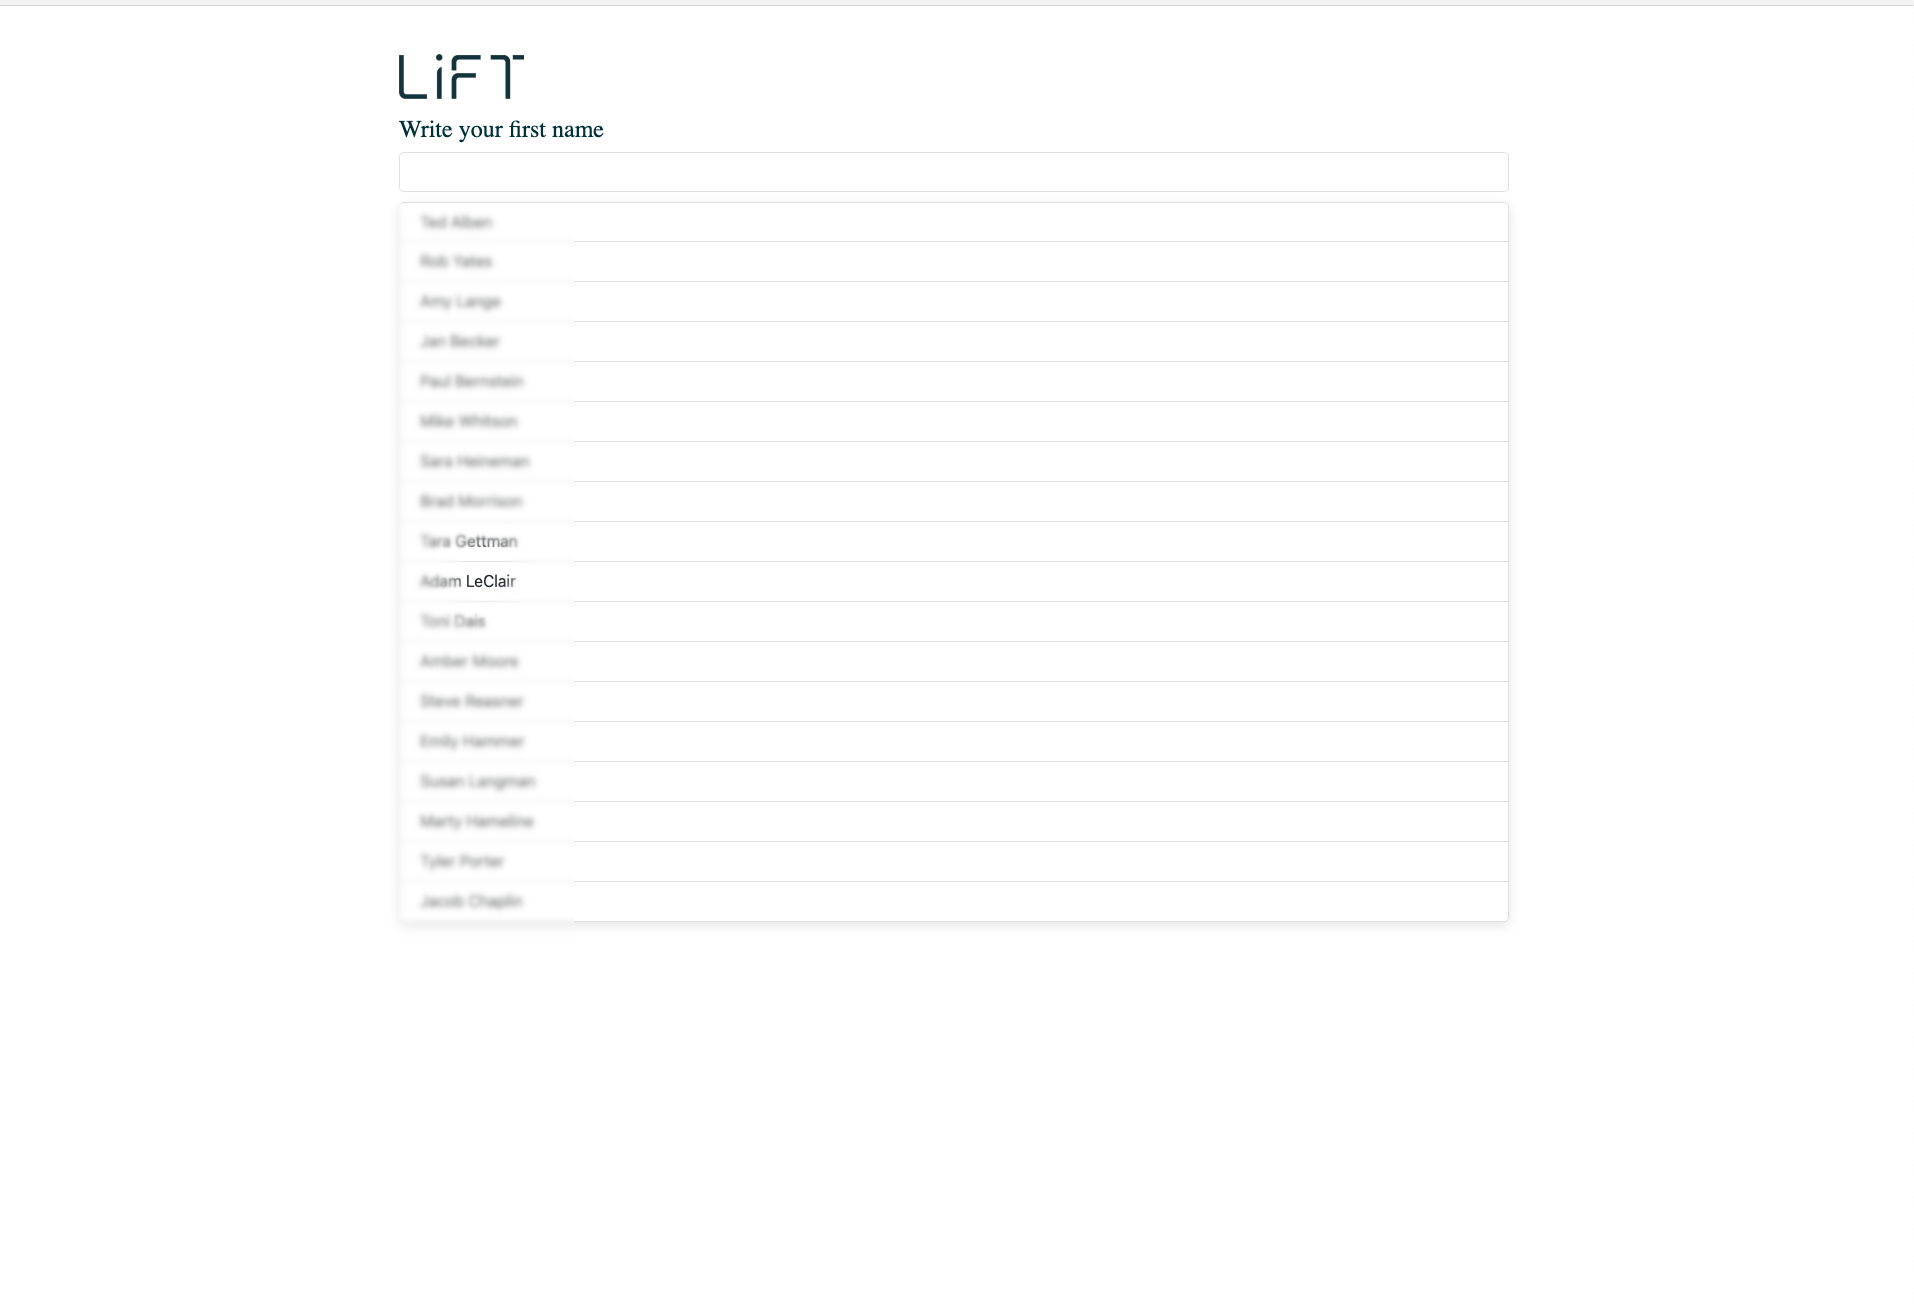 LiFT
Write your first name
Ted Alben
Rob Yates
Amy Lange
Jan Becker
Paul Bernstein
Mike Whitson
Sara Heineman
Brad Morrison
Tara Gettman
Adam LeClair
Toni Dais
Amber Moore
Steve Reasner
Emily Hammer
Susan Langman
Marty Hameline
Tyler Porter
Jacob Chaplin